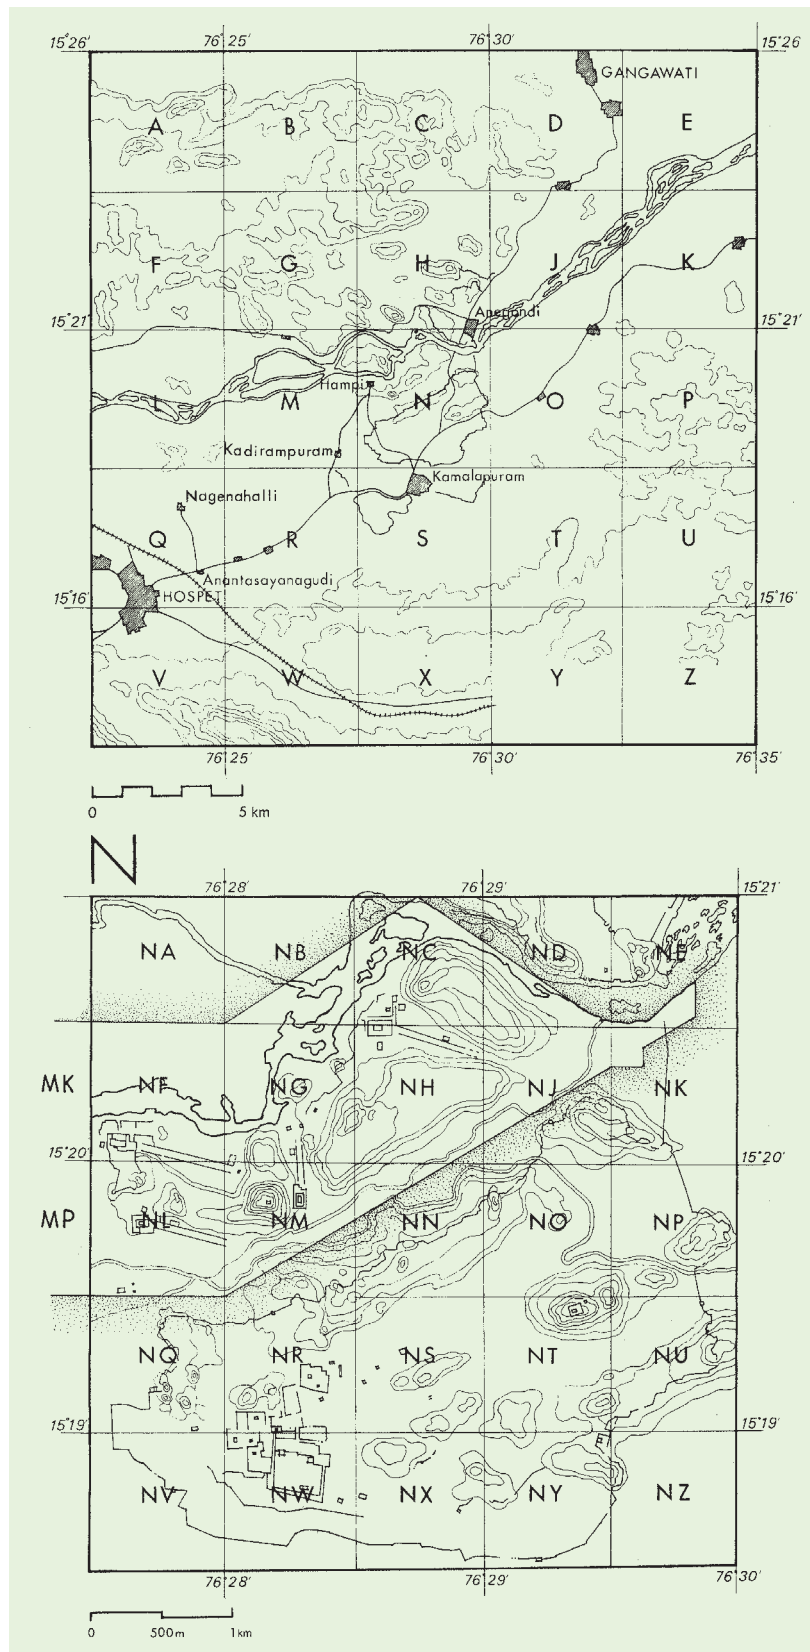 15°26' 76°25' 76°30' 15°26
GANGAWATI
A B C D E
F G H J K
15°21' Anegondi 15°21'
Hampi
L M N O P
Kadirampuram
Kamalapuram
Nagenahalli
Q R S T U
Anantasayanagudi
HOSPET
15°16' 15°16'
V W X Y Z
76°25' 76°30' 76°35'
0 5 km
N
76°28' 76°29' 15°21
NA NB NC ND NE
MK NF NG NH NJ NK
15°20' 15°20'
MP NL NM NN NO NP
NQ NR NS NT NU
15°19' 15°19'
NV NW NX NY NZ
76°28' 76°29' 76°30'
0 500m 1km